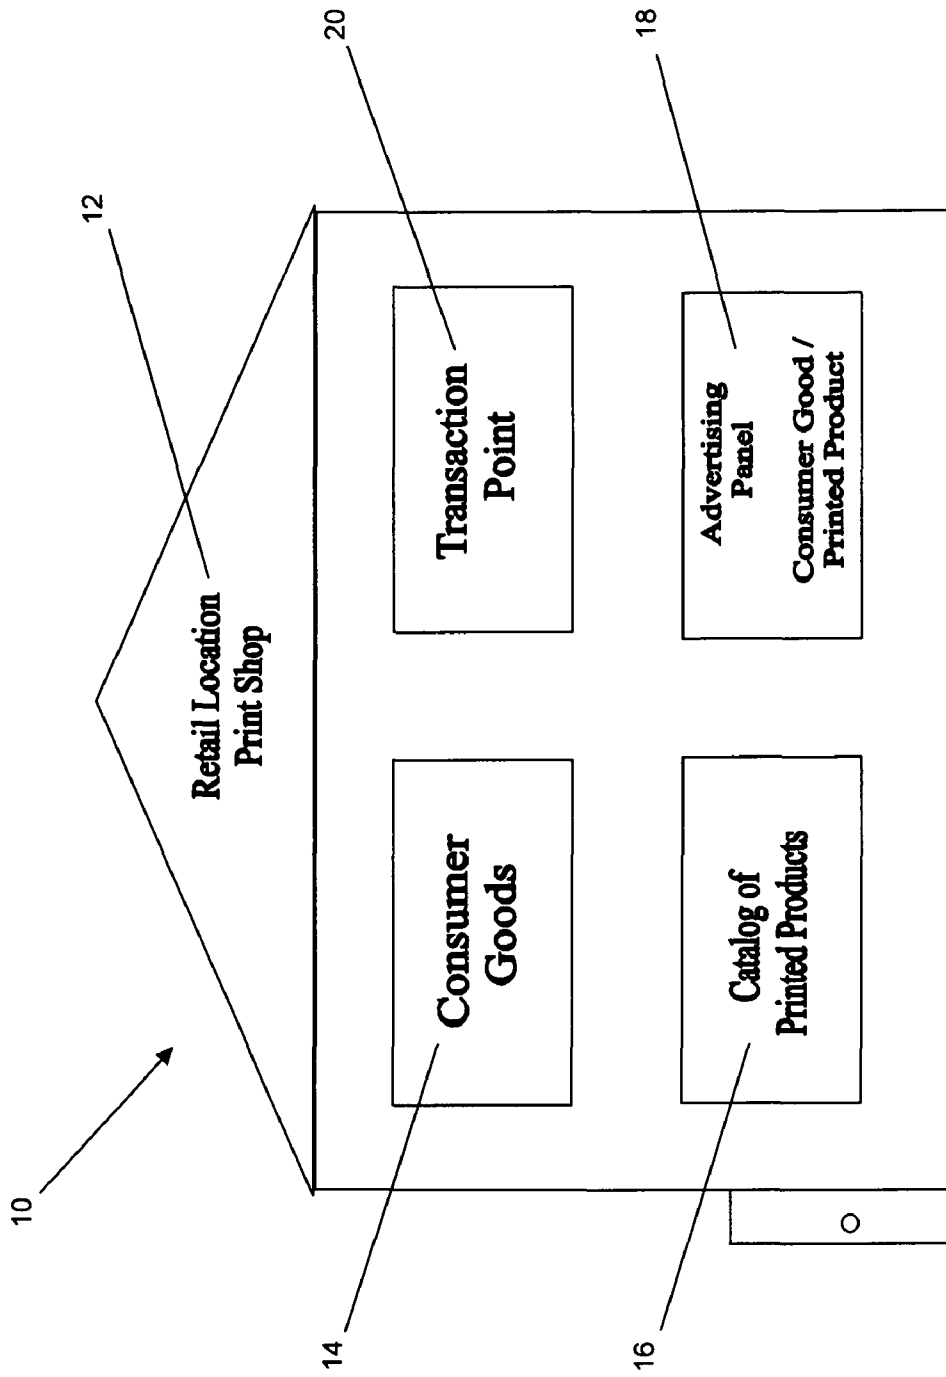 10
12
Retail Location
Print Shop
14
Consumer
Goods
20
Transaction
Point
16
Catalog of
Printed Products
18
Advertising
Panel
Consumer Good /
Printed Product